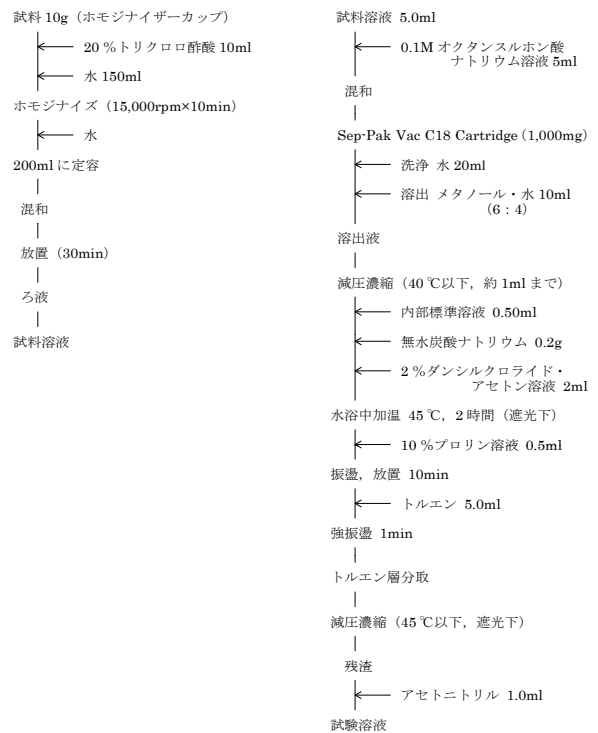 試料 10g（ホモジナイザーカップ）
20 %トリクロロ酢酸 10ml
水 150ml
ホモジナイズ（15,000rpm×10min）
水
200ml に定容
混和
放置（30min）
ろ液
試料溶液
試料溶液 5.0ml
0.1M オクタンスルホン酸
ナトリウム溶液 5ml
混和
Sep-Pak Vac C18 Cartridge（1,000mg）
洗浄 水 20ml
溶出 メタノール・水 10ml
（6：4）
溶出液
減圧濃縮（40 ℃以下，約 1ml まで）
内部標準溶液 0.50ml
無水炭酸ナトリウム 0.2g
2 %ダンシルクロライド・
アセトン溶液 2ml
水浴中加温 45 ℃，2 時間（遮光下）
10 %プロリン溶液 0.5ml
振盪，放置 10min
トルエン 5.0ml
強振盪 1min
トルエン層分取
減圧濃縮（45 ℃以下，遮光下）
残渣
アセトニトリル 1.0ml
試験溶液